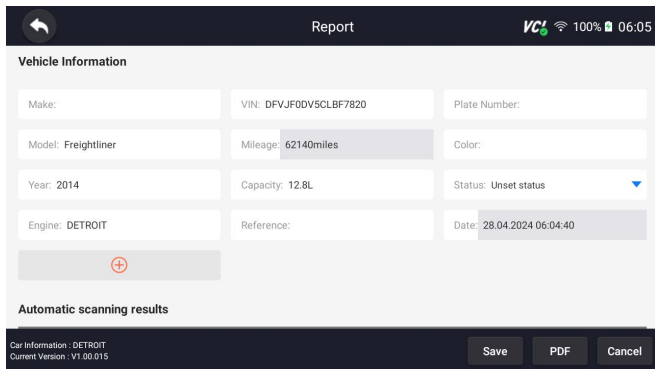 Report
VCI 100% 06:05
Vehicle Information
Make: VIN: DFVJF0DV5CLBF7820 Plate Number:
Model: Freightliner Mileage: 62140miles Color:
Year: 2014 Capacity: 12.8L Status: Unset status
Engine: DETROIT Reference: Date: 28.04.2024 06:04:40
Automatic scanning results
Car Information : DETROIT
Current Version : V1.00.015
Save PDF Cancel